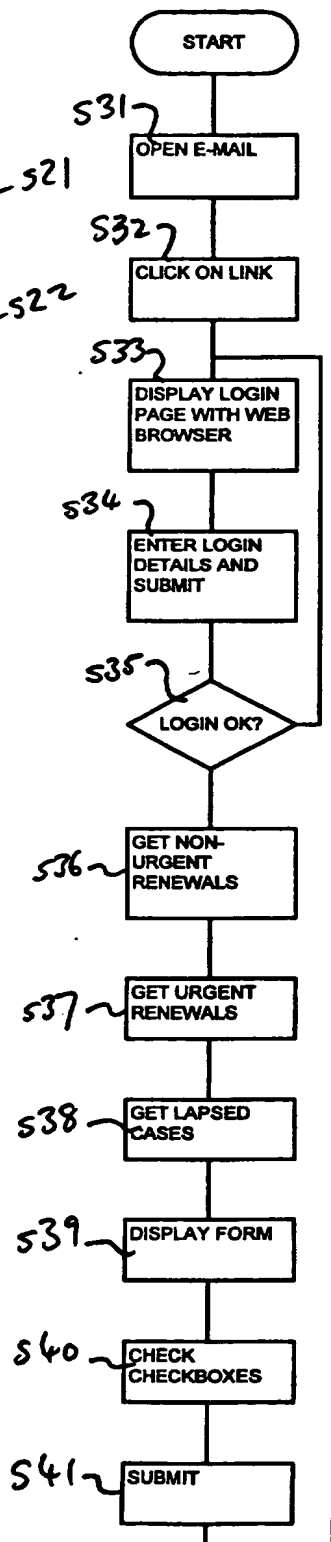 START
S31
OPEN E-MAIL
S21
S32
CLICK ON LINK
S22
S33
DISPLAY LOGIN
PAGE WITH WEB
BROWSER
S34
ENTER LOGIN
DETAILS AND
SUBMIT
S35
LOGIN OK?
S36
GET NON-
URGENT
RENEWALS
S37
GET URGENT
RENEWALS
S38
GET LAPSED
CASES
S39
DISPLAY FORM
S40
CHECK
CHECKBOXES
S41
SUBMIT